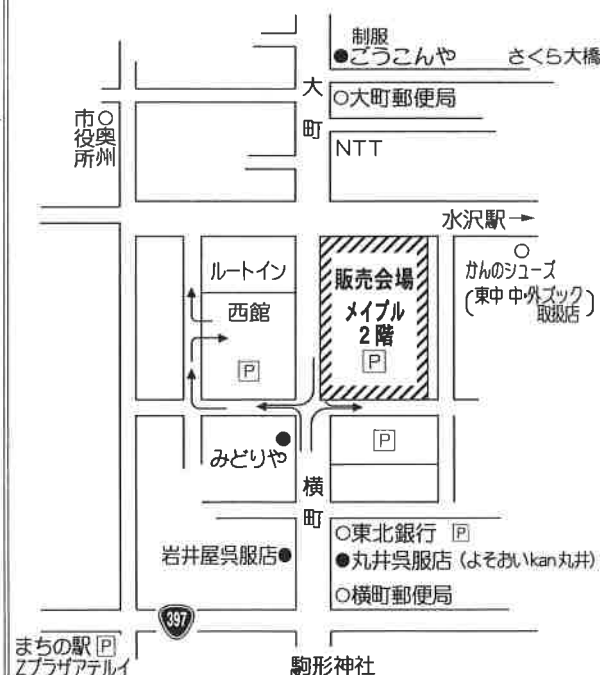 制服
●ごうこんや
さくら大橋
大町
○大町郵便局
○奥州
市役所
NTT
水沢駅→
ルートイン
西館
P
販売会場
メイプル
2階
P
○
かんのシューズ
(東中 中・外ズック
取扱店)
P
みどりや
横町
○東北銀行 P
岩井屋呉服店●
●丸井呉服店(よそおいkan丸井)
○横町郵便局
397
まちの駅 P
Zプラザアテルイ
駒形神社